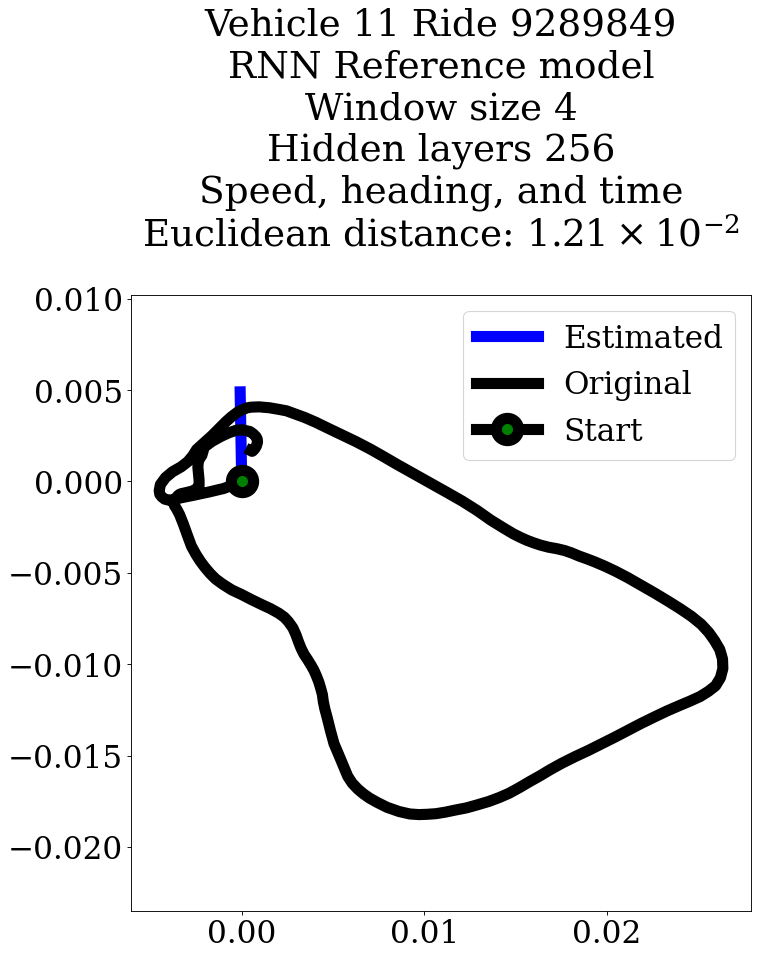 Vehicle 11 Ride 9289849
RNN Reference model
Window size 4
Hidden layers 256
Speed, heading, and time
Euclidean distance: 1.21 × 10⁻²
0.010
0.005
0.000
−0.005
−0.010
−0.015
−0.020
Estimated
Original
Start
0.00 0.01 0.02